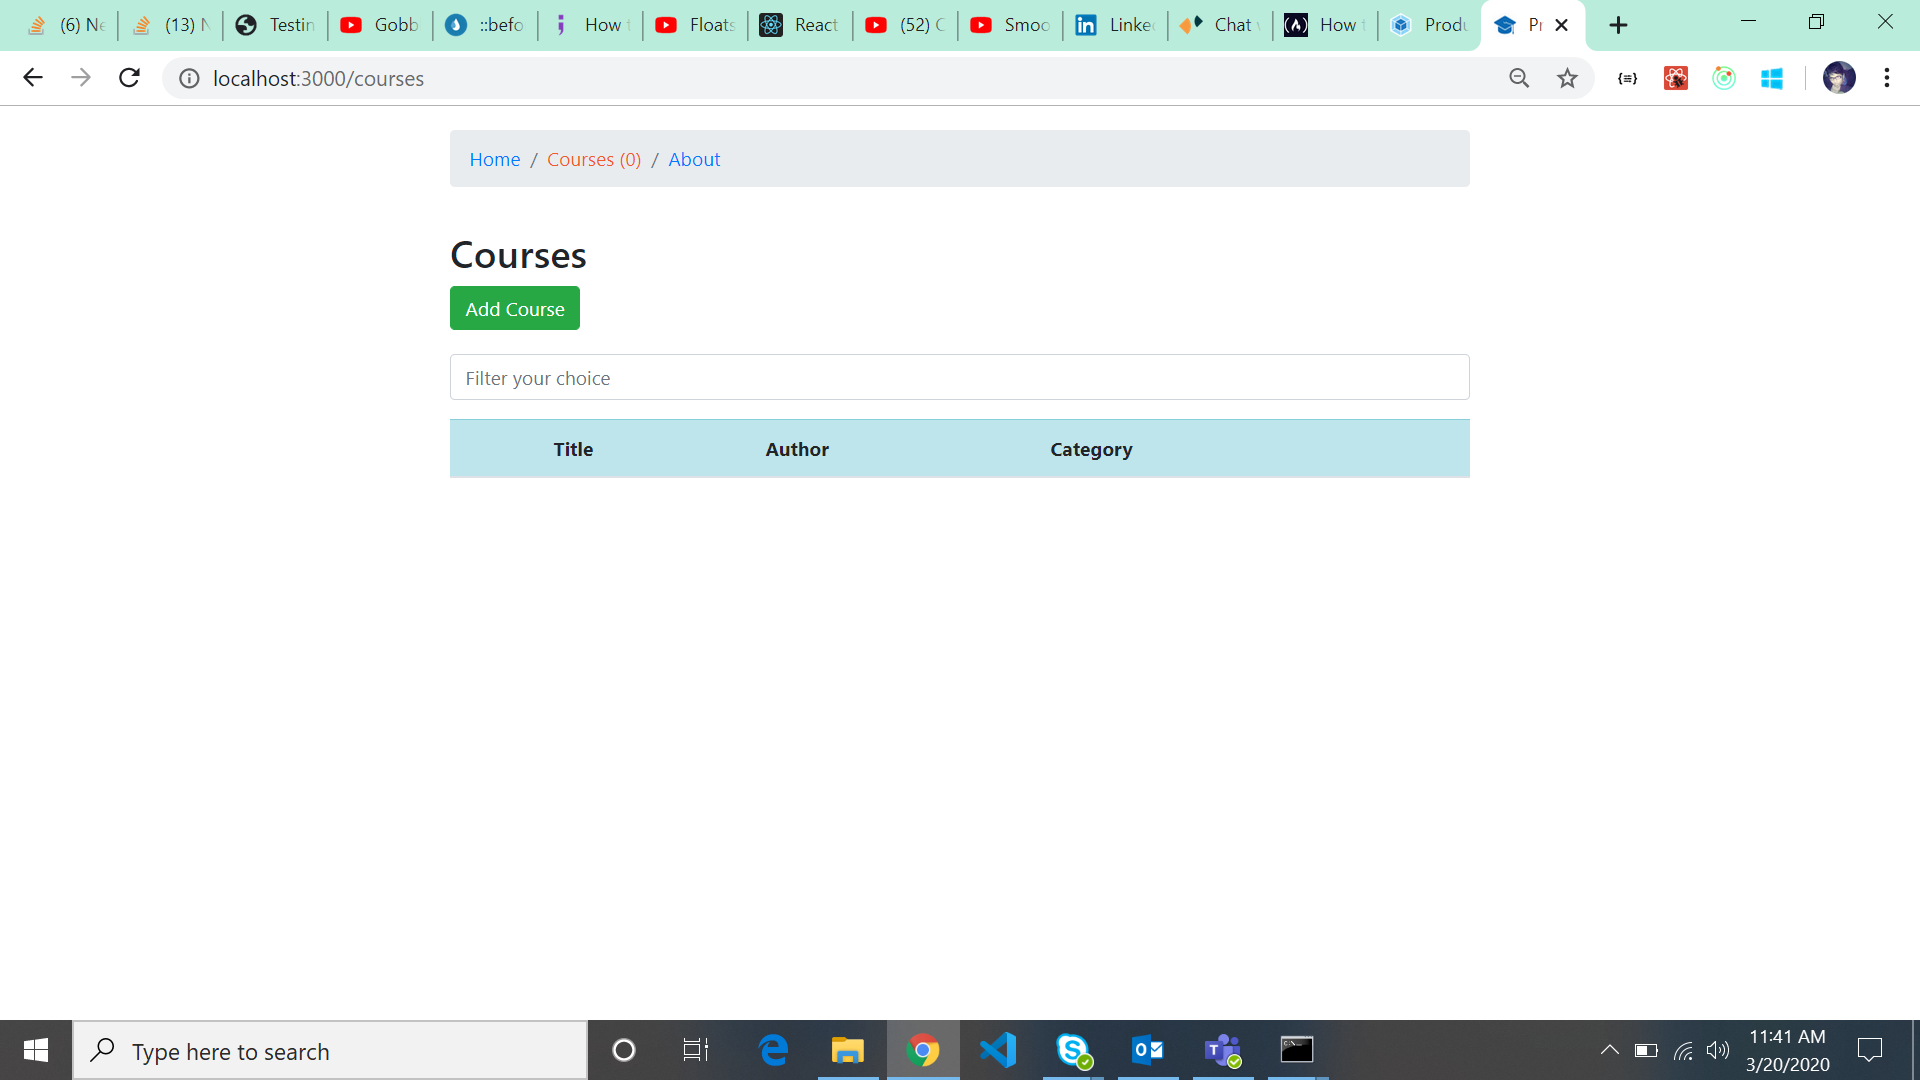 (6) Ne (13) N Testin Gobb ::befo How t Floats React (52) C Smoo Linked Chat v How t Produ Pr
localhost:3000/courses
Home / Courses (0) / About
Courses
Add Course
Filter your choice
Title Author Category
Type here to search
11:41 AM
3/20/2020